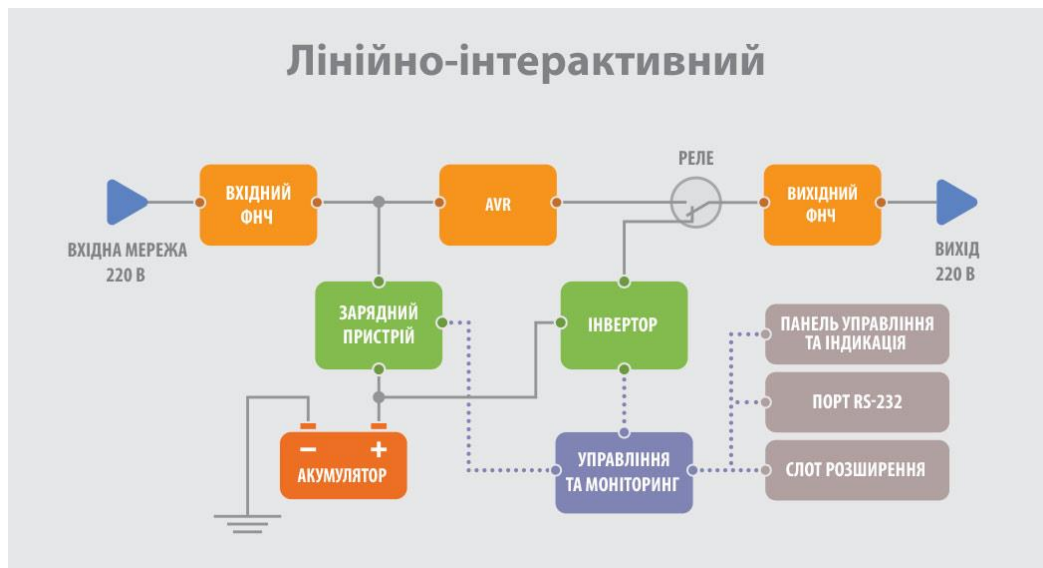 Лінійно-інтерактивний
РЕЛЕ
ВХІДНИЙ
ФНЧ
AVR
ВИХІДНИЙ
ФНЧ
ВХІДНА МЕРЕЖА
220 В
ВИХІД
220 В
ЗАРЯДНИЙ
ПРИСТРІЙ
ІНВЕРТОР
ПАНЕЛЬ УПРАВЛІННЯ
ТА ІНДИКАЦІЯ
ПОРТ RS-232
– +
АКУМУЛЯТОР
УПРАВЛІННЯ
ТА МОНІТОРИНГ
СЛОТ РОЗШИРЕННЯ